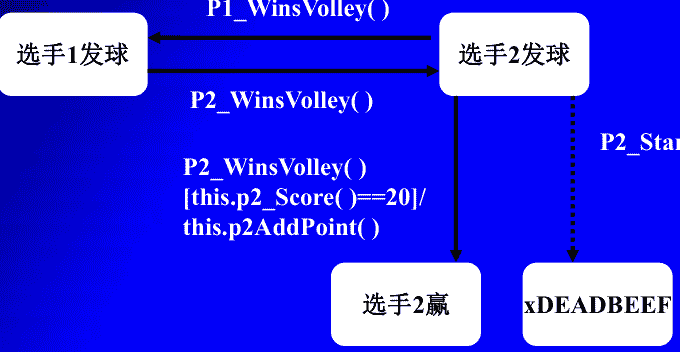 P1_WinsVolley( )
选手1发球
选手2发球
P2_WinsVolley( )
P2_Star
P2_WinsVolley( )
[this.p2_Score( )==20]/
this.p2AddPoint( )
选手2赢
xDEADBEEF